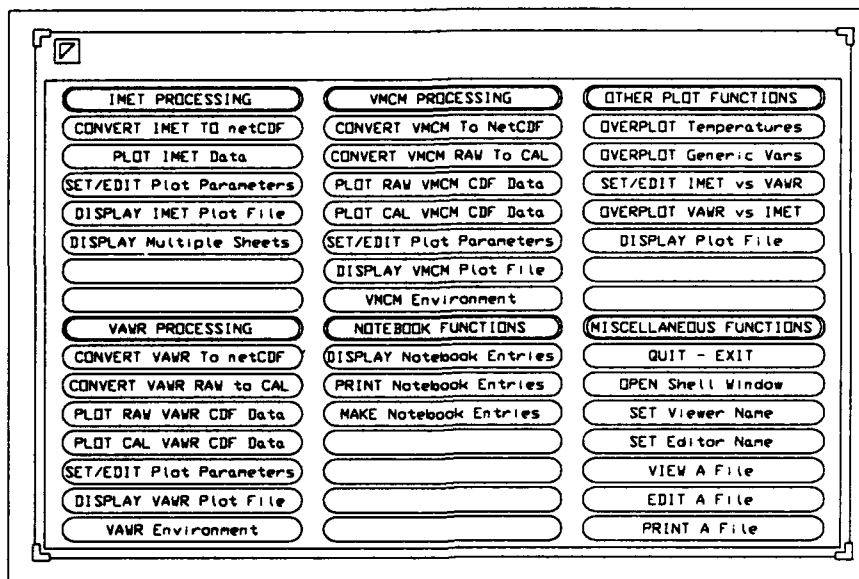 IMET PROCESSING
CONVERT IMET TO netCDF
PLOT IMET Data
SET/EDIT Plot Parameters
DISPLAY IMET Plot File
DISPLAY Multiple Sheets
VAWR PROCESSING
CONVERT VAWR To netCDF
CONVERT VAWR RAW to CAL
PLOT RAW VAWR CDF Data
PLOT CAL VAWR CDF Data
SET/EDIT Plot Parameters
DISPLAY VAWR Plot File
VAWR Environment
VMCM PROCESSING
CONVERT VMCM To NetCDF
CONVERT VMCM RAW To CAL
PLOT RAW VMCM CDF Data
PLOT CAL VMCM CDF Data
SET/EDIT Plot Parameters
DISPLAY VMCM Plot File
VMCM Environment
NOTEBOOK FUNCTIONS
DISPLAY Notebook Entries
PRINT Notebook Entries
MAKE Notebook Entries
OTHER PLOT FUNCTIONS
OVERPLOT Temperatures
OVERPLOT Generic Vars
SET/EDIT IMET vs VAWR
OVERPLOT VAWR vs IMET
DISPLAY Plot File
MISCELLANEOUS FUNCTIONS
QUIT - EXIT
OPEN Shell Window
SET Viewer Name
SET Editor Name
VIEW A File
EDIT A File
PRINT A File